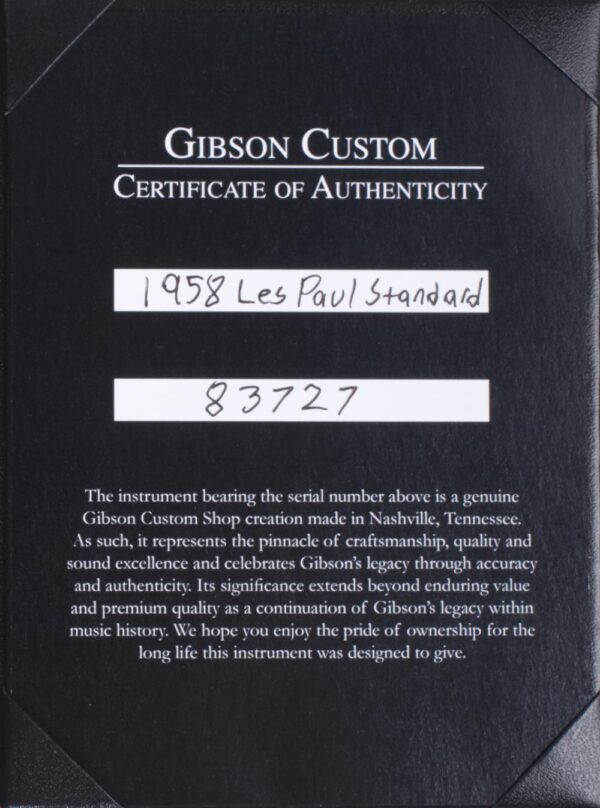 GIBSON CUSTOM
CERTIFICATE OF AUTHENTICITY
1958 Les Paul Standard
83727
The instrument bearing the serial number above is a genuine
Gibson Custom Shop creation made in Nashville, Tennessee.
As such, it represents the pinnacle of craftsmanship, quality and
sound excellence and celebrates Gibson's legacy through accuracy
and authenticity. Its significance extends beyond enduring value
and premium quality as a continuation of Gibson's legacy within
music history. We hope you enjoy the pride of ownership for the
long life this instrument was designed to give.